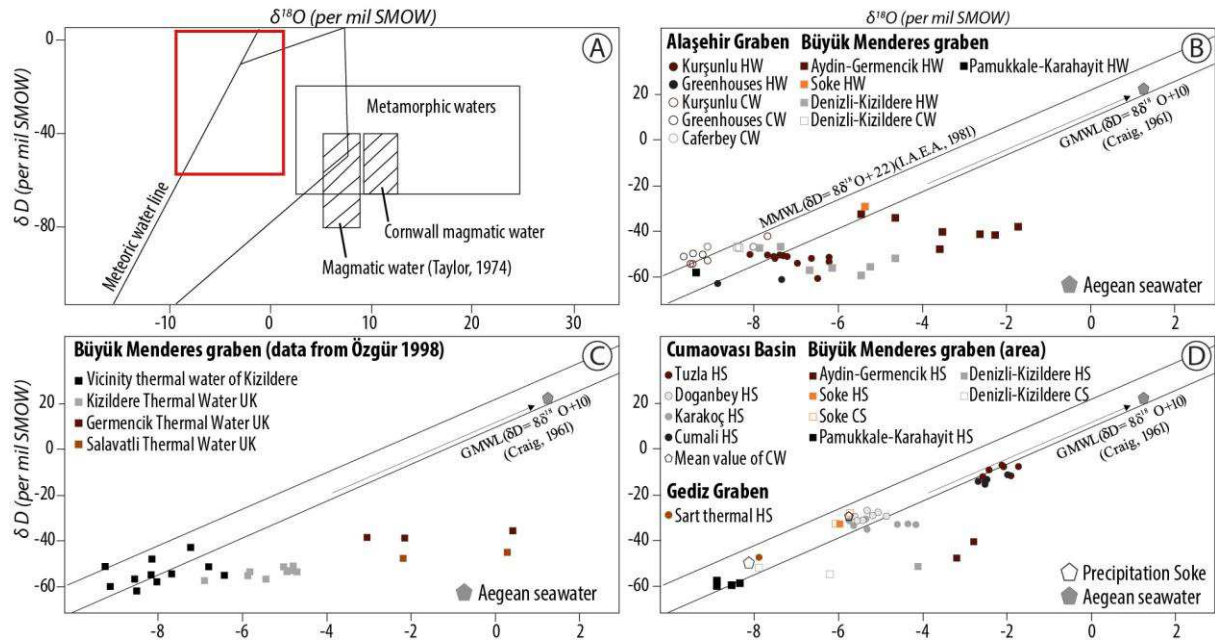 δ¹⁸O (per mil SMOW)
δ¹⁸O (per mil SMOW)
A
0
-40
-80
δ D (per mil SMOW)
Meteoric water line
Metamorphic waters
Cornwall magmatic water
Magmatic water (Taylor, 1974)
-10
0
10
20
30
B
Alaşehir Graben
Kurşunlu HW
Greenhouses HW
Kurşunlu CW
Greenhouses CW
Caferbey CW
Büyük Menderes graben
Aydin-Germencik HW
Soke HW
Denizli-Kizildere HW
Denizli-Kizildere CW
Pamukkale-Karahayit HW
MMWL(δD= 8δ¹⁸O+22)(I.A.E.A., 1981)
GMWL(δD= 8δ¹⁸ O+10)
(Craig, 1961)
Aegean seawater
20
0
-20
-40
-60
-8
-6
-4
-2
0
2
C
Büyük Menderes graben (data from Özgür 1998)
Vicinity thermal water of Kizildere
Kizildere Thermal Water UK
Germencik Thermal Water UK
Salavatli Thermal Water UK
GMWL(δD= 8δ¹⁸ O+10)
(Craig, 1961)
Aegean seawater
δ D (per mil SMOW)
20
0
-20
-40
-60
-8
-6
-4
-2
0
2
D
Cumaovası Basin
Tuzla HS
Doganbey HS
Karakoç HS
Cumali HS
Mean value of CW
Gediz Graben
Sart thermal HS
Büyük Menderes graben (area)
Aydin-Germencik HS
Soke HS
Soke CS
Pamukkale-Karahayit HS
Denizli-Kizildere HS
Denizli-Kizildere CS
GMWL(δD= 8δ¹⁸ O+10)
(Craig, 1961)
Precipitation Soke
Aegean seawater
20
0
-20
-40
-60
-8
-6
-4
-2
0
2